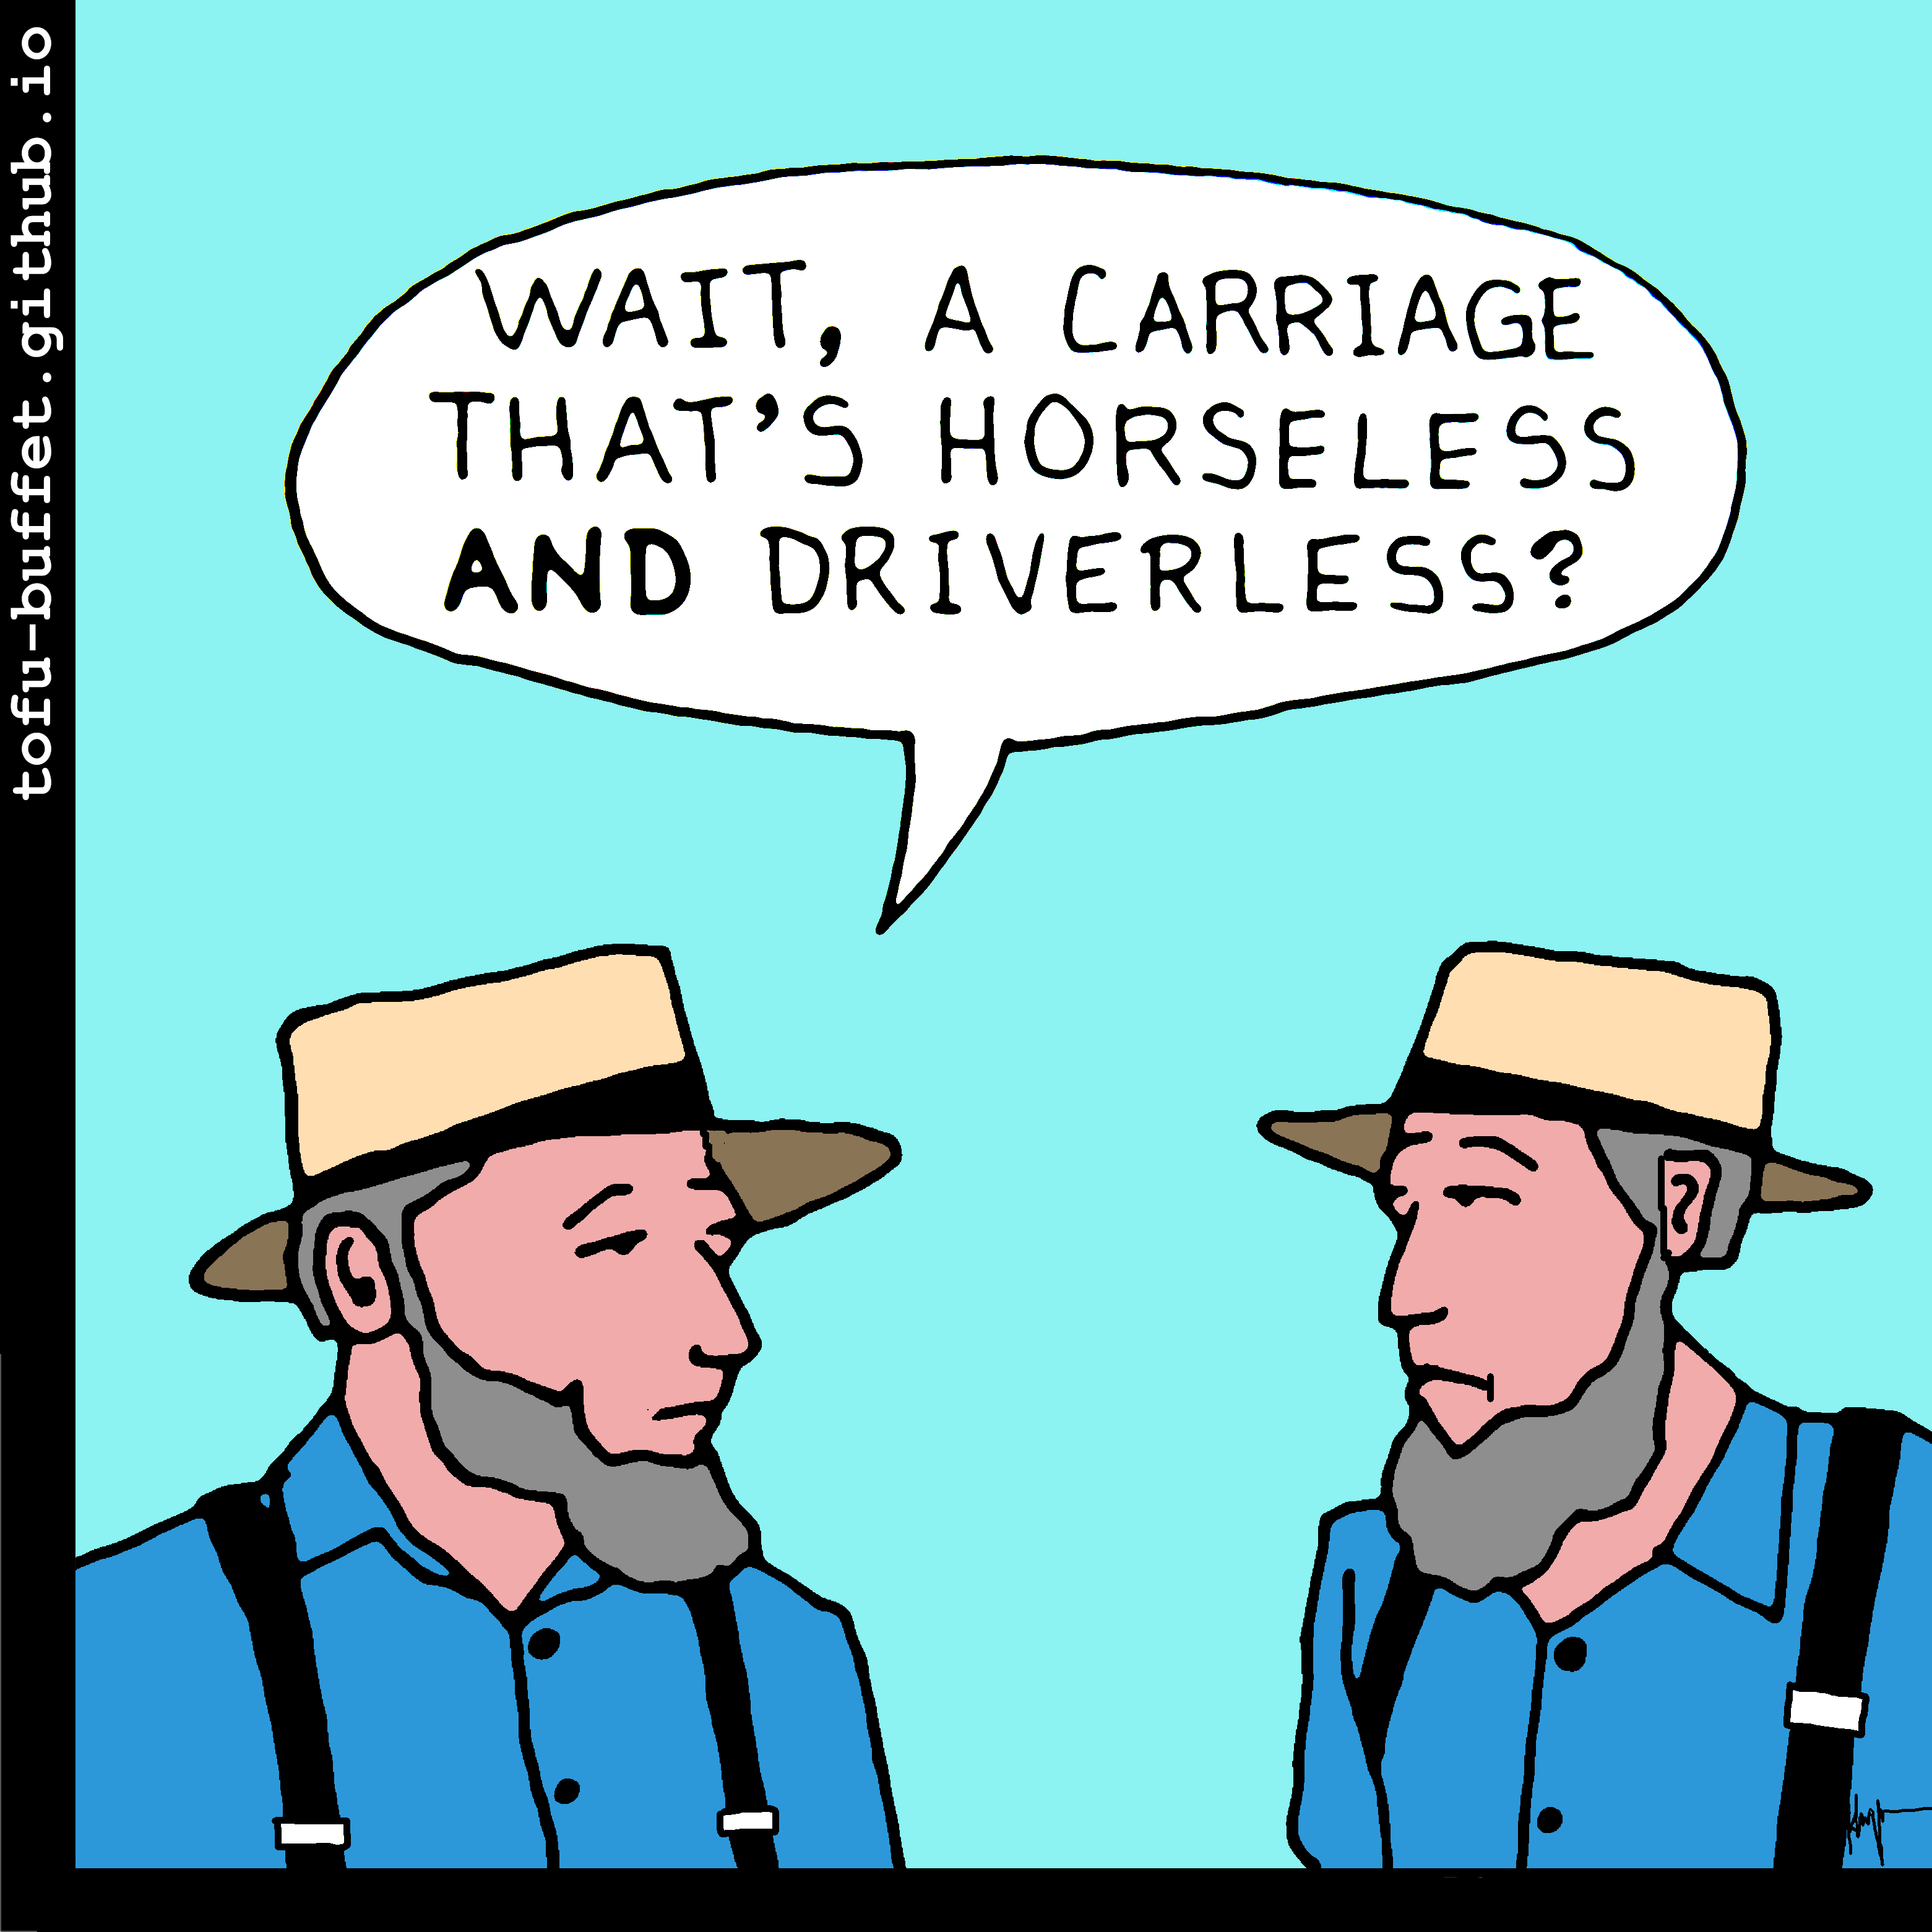 tofu-buffet.github.io
WAIT, A CARRIAGE
THAT'S HORSELESS
AND DRIVERLESS?